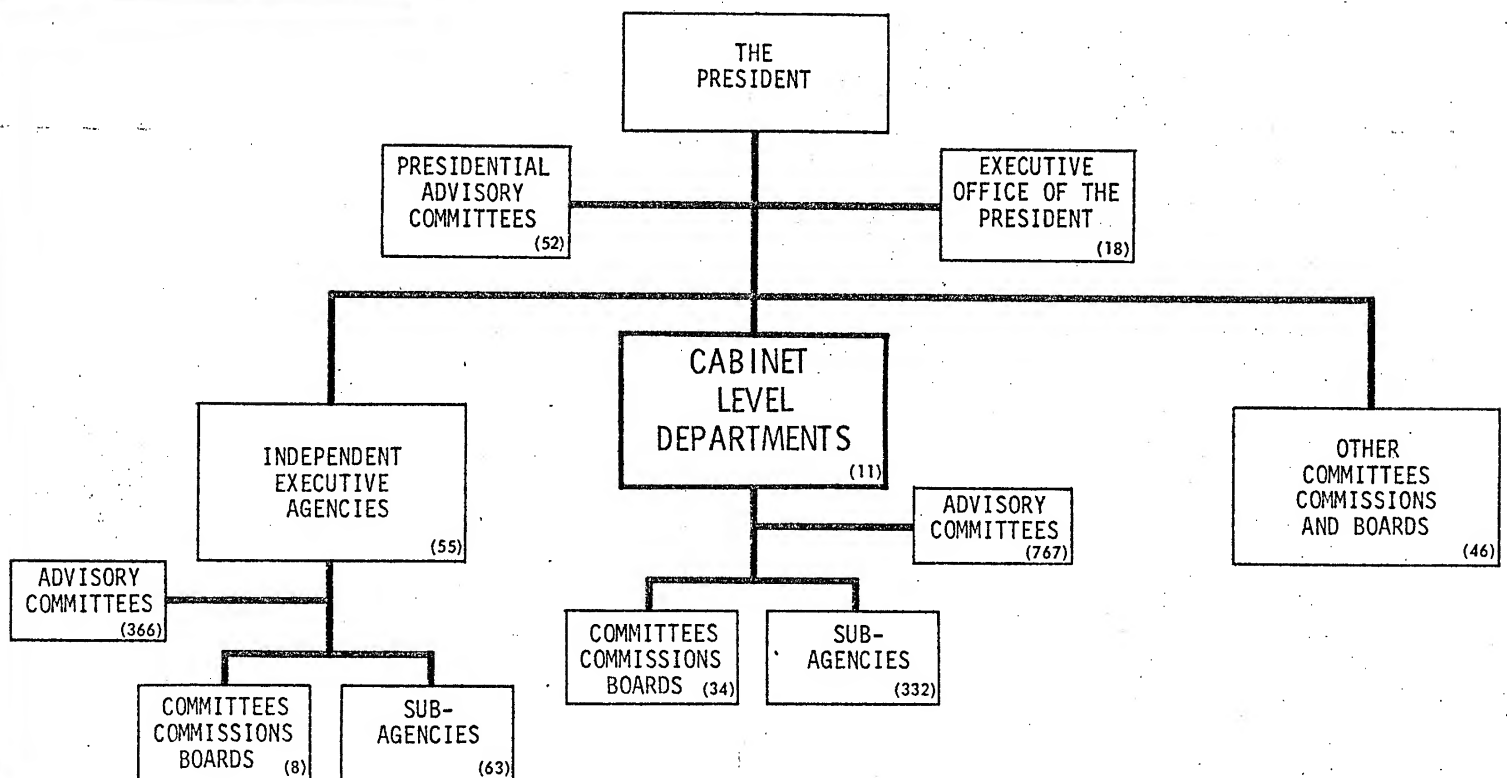 THE
PRESIDENT
PRESIDENTIAL
ADVISORY
COMMITTEES
(52)
EXECUTIVE
OFFICE OF THE
PRESIDENT
(18)
CABINET
LEVEL
DEPARTMENTS
(11)
INDEPENDENT
EXECUTIVE
AGENCIES
(55)
OTHER
COMMITTEES
COMMISSIONS
AND BOARDS
(46)
ADVISORY
COMMITTEES
(767)
ADVISORY
COMMITTEES
(366)
COMMITTEES
COMMISSIONS
BOARDS (34)
SUB-
AGENCIES
(332)
COMMITTEES
COMMISSIONS
BOARDS (8)
SUB-
AGENCIES
(63)